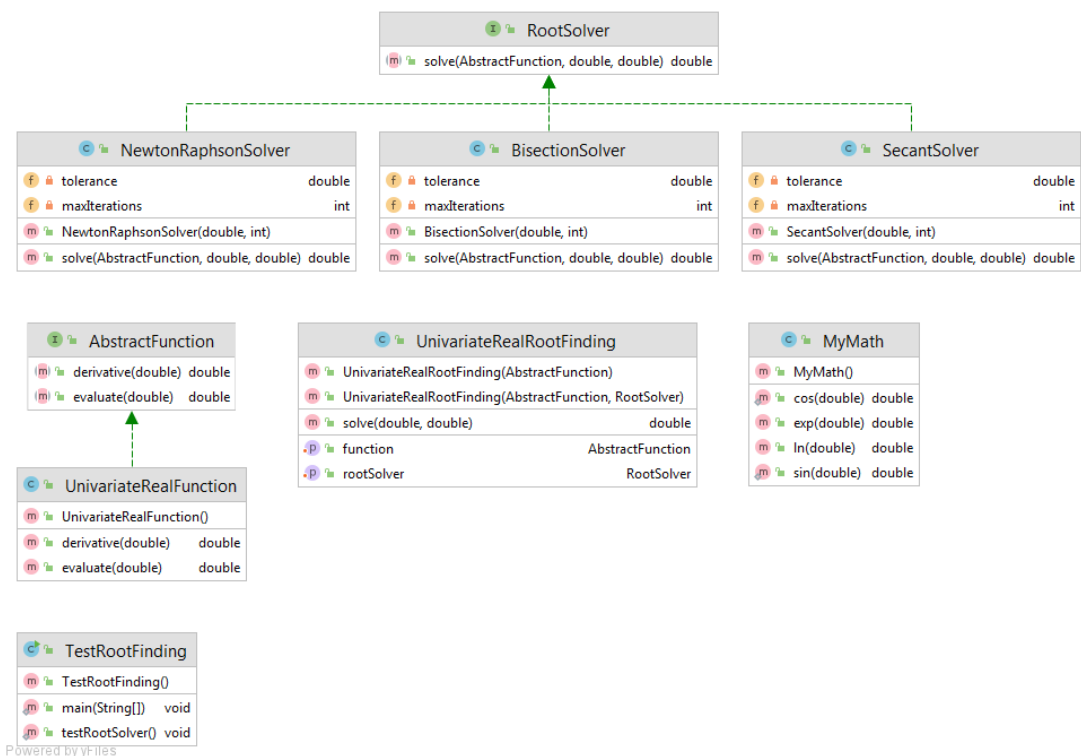 RootSolver
solve(AbstractFunction, double, double) double
NewtonRaphsonSolver
tolerance double
maxIterations int
NewtonRaphsonSolver(double, int)
solve(AbstractFunction, double, double) double
BisectionSolver
tolerance double
maxIterations int
BisectionSolver(double, int)
solve(AbstractFunction, double, double) double
SecantSolver
tolerance double
maxIterations int
SecantSolver(double, int)
solve(AbstractFunction, double, double) double
AbstractFunction
derivative(double) double
evaluate(double) double
UnivariateRealRootFinding
UnivariateRealRootFinding(AbstractFunction)
UnivariateRealRootFinding(AbstractFunction, RootSolver)
solve(double, double) double
function AbstractFunction
rootSolver RootSolver
MyMath
MyMath()
cos(double) double
exp(double) double
ln(double) double
sin(double) double
UnivariateRealFunction
UnivariateRealFunction()
derivative(double) double
evaluate(double) double
TestRootFinding
TestRootFinding()
main(String[]) void
testRootSolver() void
Powered by yFiles